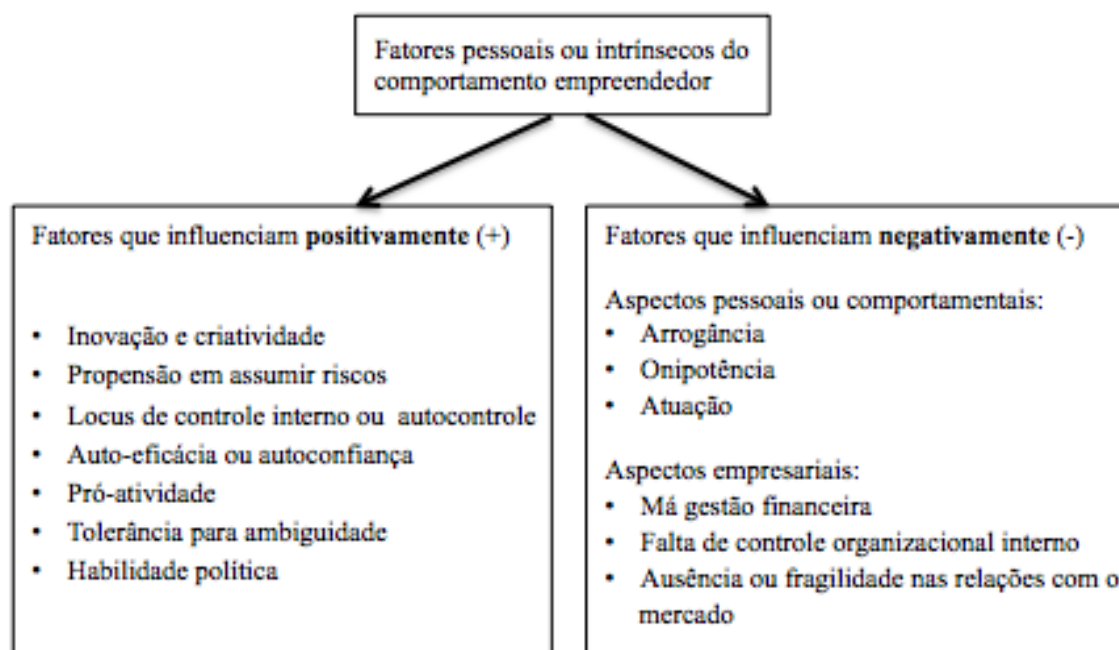 Fatores pessoais ou intrínsecos do
comportamento empreendedor
Fatores que influenciam positivamente (+)
• Inovação e criatividade
• Propensão em assumir riscos
• Locus de controle interno ou autocontrole
• Auto-eficácia ou autoconfiança
• Pró-atividade
• Tolerância para ambiguidade
• Habilidade política
Fatores que influenciam negativamente (-)
Aspectos pessoais ou comportamentais:
• Arrogância
• Onipotência
• Atuação
Aspectos empresariais:
• Má gestão financeira
• Falta de controle organizacional interno
• Ausência ou fragilidade nas relações com o
mercado